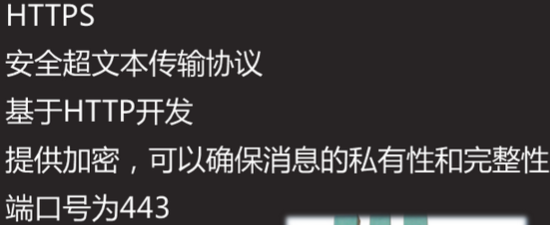 HTTPS
安全超文本传输协议
基于HTTP开发
提供加密，可以确保消息的私有性和完整性
端口号为443